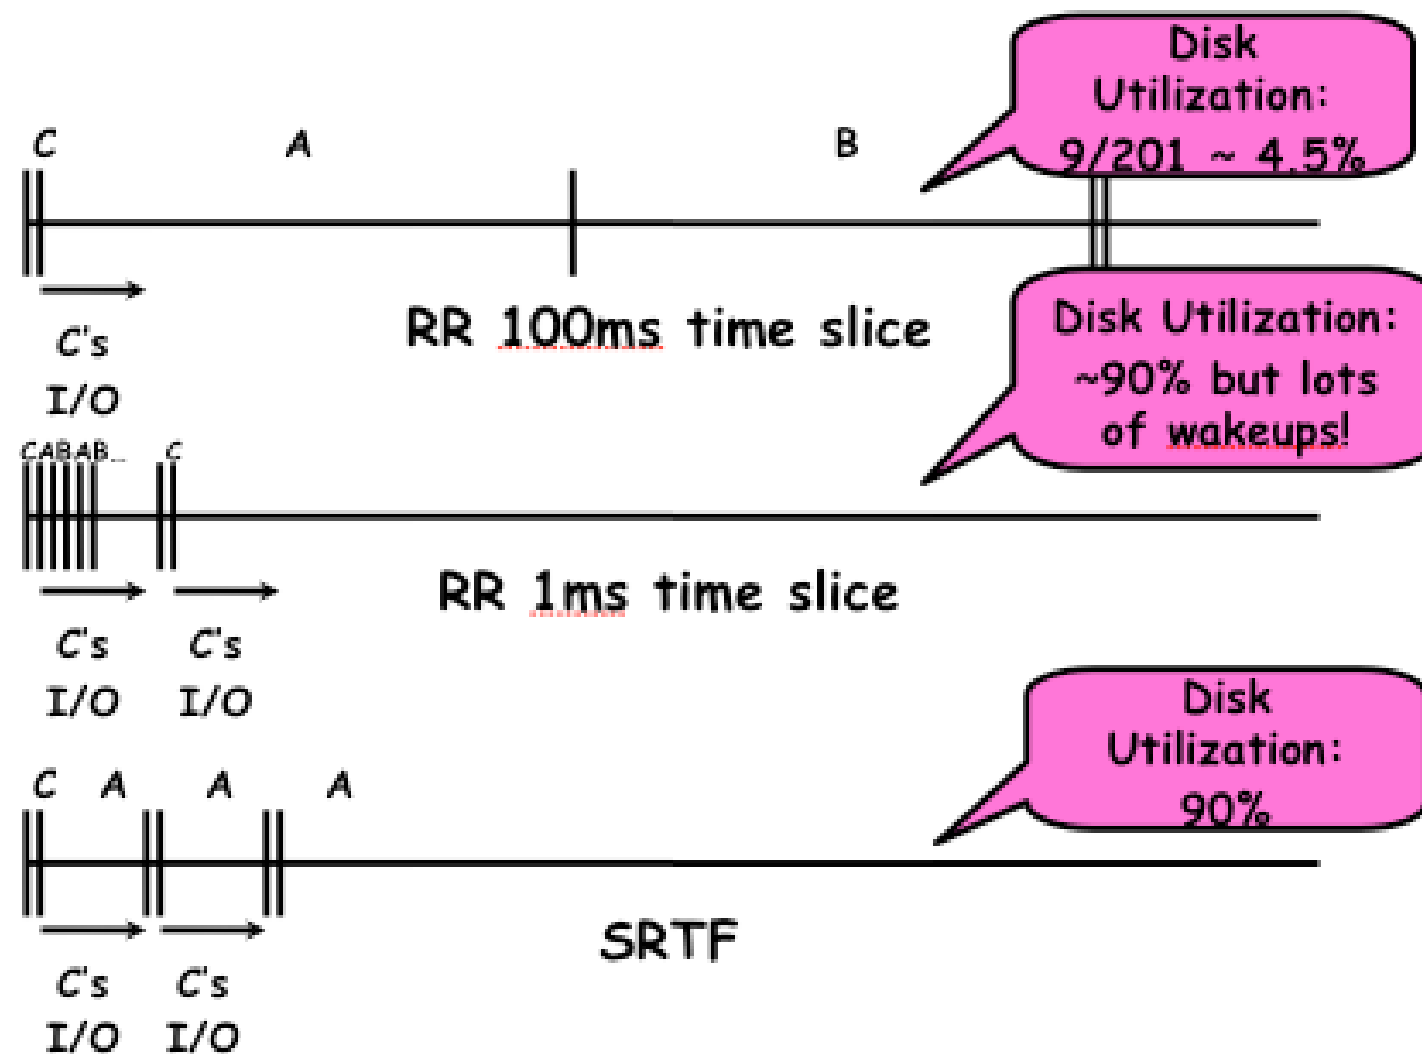 Disk
Utilization:
9/201 ~ 4.5%
C A B
C's
I/O
RR 100ms time slice
Disk Utilization:
~90% but lots
of wakeups!
CABAB... C
C's C's
I/O I/O
RR 1ms time slice
Disk
Utilization:
90%
C A A A
C's C's
I/O I/O
SRTF